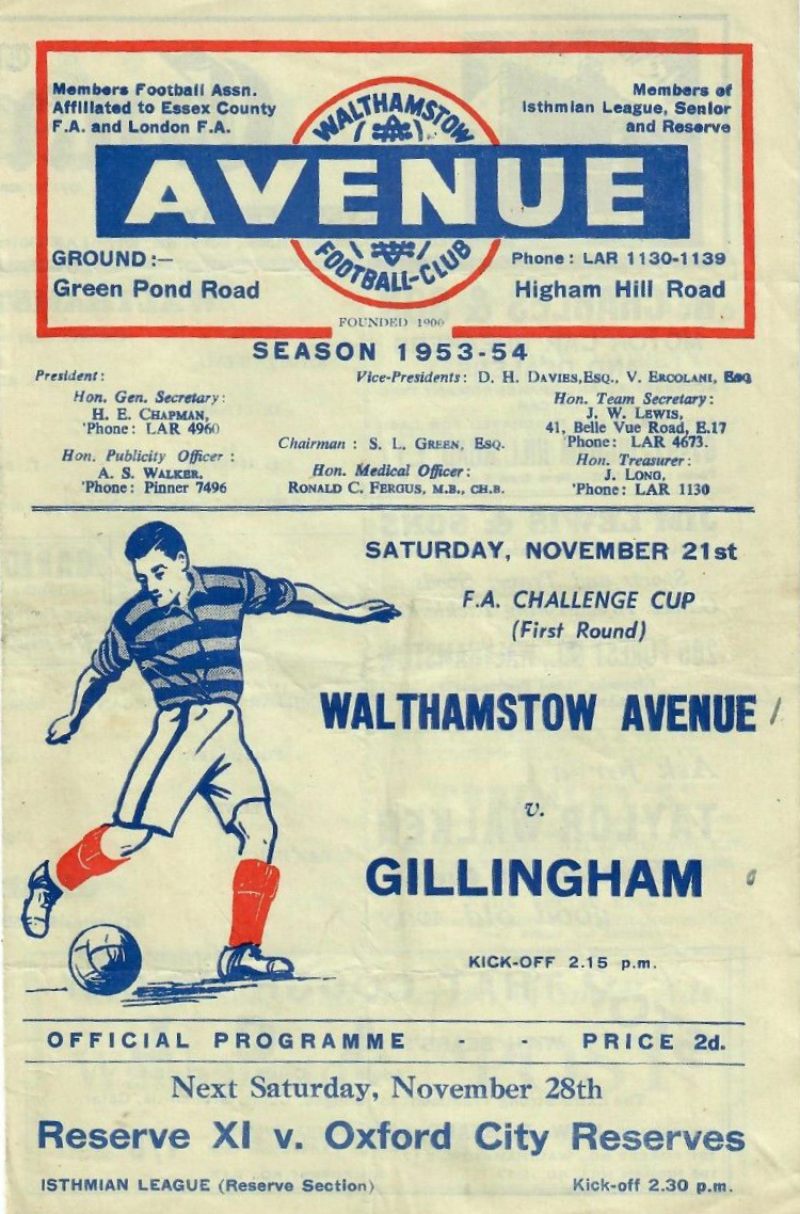 Members Football Assn.
Affiliated to Essex County
F.A. and London F.A.
Members of
Isthmian League, Senior
and Reserve
WALTHAMSTOW
AVENUE
FOOTBALL-CLUB
GROUND :—
Green Pond Road
Phone : LAR 1130-1139
Higham Hill Road
FOUNDED 1900
SEASON 1953-54
President :
Vice-Presidents : D. H. DAVIES, ESQ., V. ERCOLANI, ESQ
Hon. Gen. Secretary :
H. E. CHAPMAN,
'Phone : LAR 4960
Hon. Publicity Officer :
A. S. WALKER,
'Phone : Pinner 7496
Chairman : S. L. GREEN, ESQ.
Hon. Medical Officer :
RONALD C. FERGUS, M.B., CH.B.
Hon. Team Secretary :
J. W. LEWIS,
41, Belle Vue Road, E.17
'Phone : LAR 4673.
Hon. Treasurer :
J. LONG,
'Phone : LAR 1130
SATURDAY, NOVEMBER 21st
F.A. CHALLENGE CUP
(First Round)
WALTHAMSTOW AVENUE 1
v.
GILLINGHAM 0
KICK-OFF 2.15 p.m.
OFFICIAL PROGRAMME - - PRICE 2d.
Next Saturday, November 28th
Reserve XI v. Oxford City Reserves
ISTHMIAN LEAGUE (Reserve Section) Kick-off 2.30 p.m.